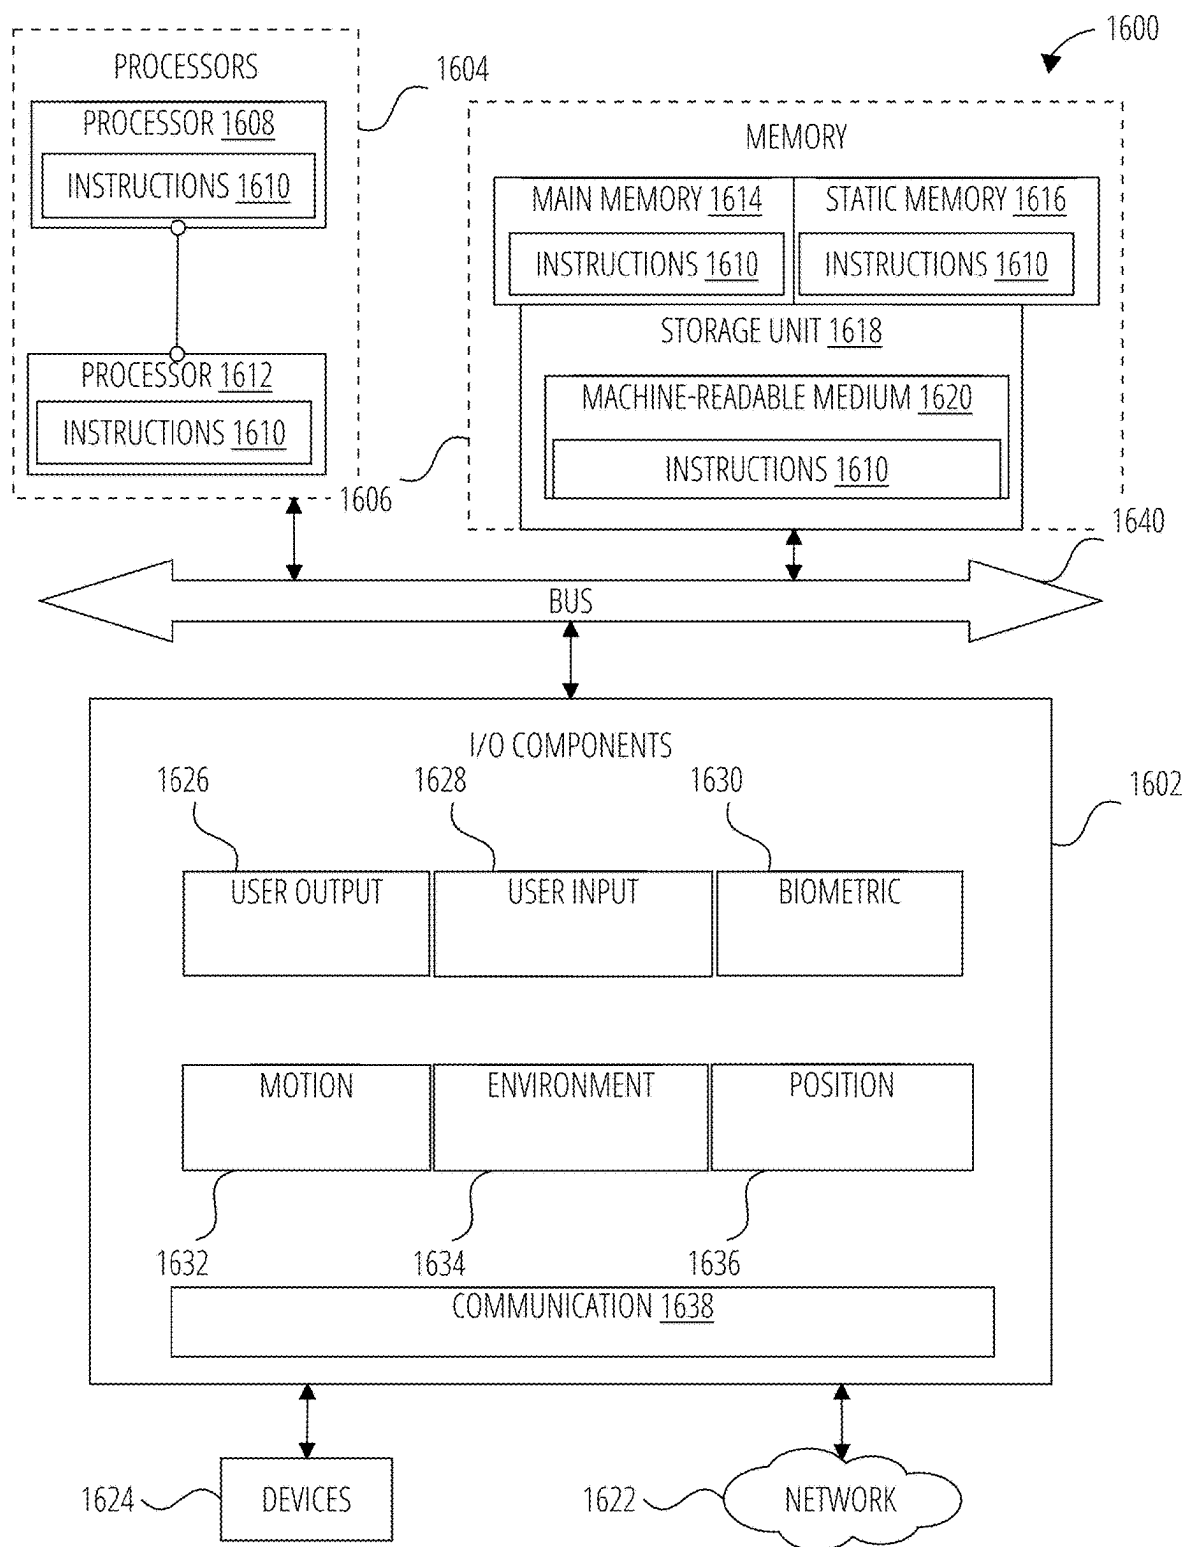 1600
PROCESSORS
1604
PROCESSOR 1608
INSTRUCTIONS 1610
PROCESSOR 1612
INSTRUCTIONS 1610
MEMORY
MAIN MEMORY 1614
INSTRUCTIONS 1610
STATIC MEMORY 1616
INSTRUCTIONS 1610
STORAGE UNIT 1618
MACHINE-READABLE MEDIUM 1620
INSTRUCTIONS 1610
1606
1640
BUS
I/O COMPONENTS
1602
1626
1628
1630
USER OUTPUT
USER INPUT
BIOMETRIC
MOTION
ENVIRONMENT
POSITION
1632
1634
1636
COMMUNICATION 1638
1624
DEVICES
1622
NETWORK